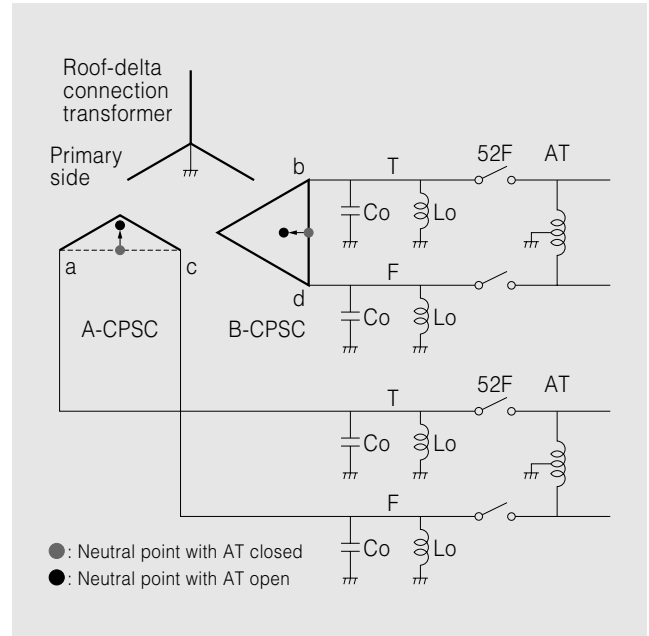 Roof-delta
connection
transformer
Primary
side
b
T
52F
AT
Co
Lo
a
c
d
F
A-CPSC
B-CPSC
Co
Lo
T
52F
AT
Co
Lo
F
Co
Lo
: Neutral point with AT closed
: Neutral point with AT open